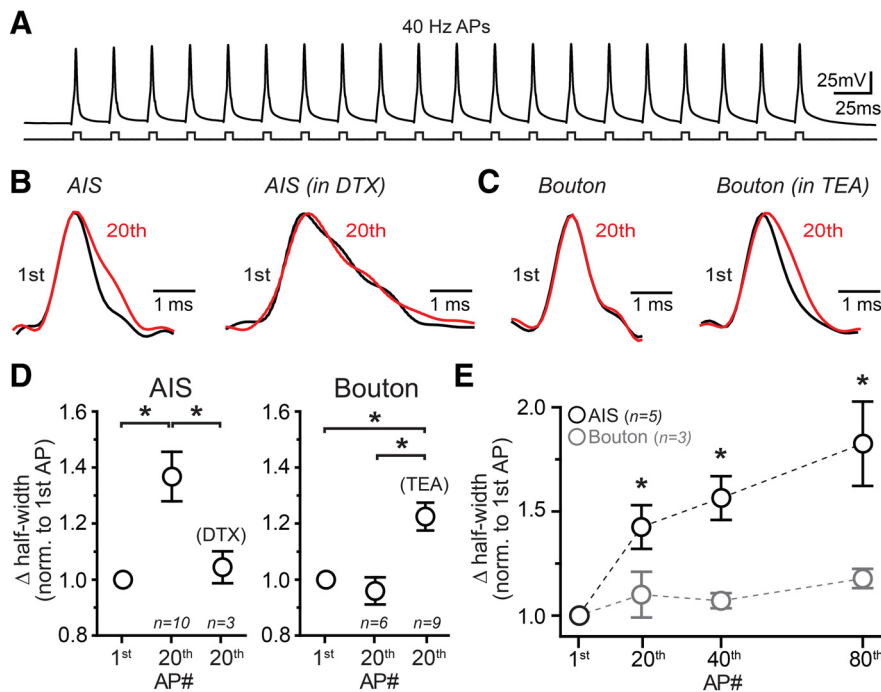 A
40 Hz APs
25mV
25ms
B
AIS
AIS (in DTX)
20th
1st
1 ms
20th
1st
1 ms
C
Bouton
Bouton (in TEA)
20th
1st
1 ms
20th
1st
1 ms
D
AIS
Δ half-width
(norm. to 1st AP)
1.6
1.4
1.2
1.0
0.8
*
*
(DTX)
n=10
n=3
1st
20th
20th
AP#
Bouton
1.6
1.4
1.2
1.0
0.8
*
*
(TEA)
n=6
n=9
1st
20th
20th
AP#
E
Δ half-width
(norm. to 1st AP)
2.0
1.5
1.0
AIS (n=5)
Bouton (n=3)
*
*
*
1st
20th
40th
80th
AP#